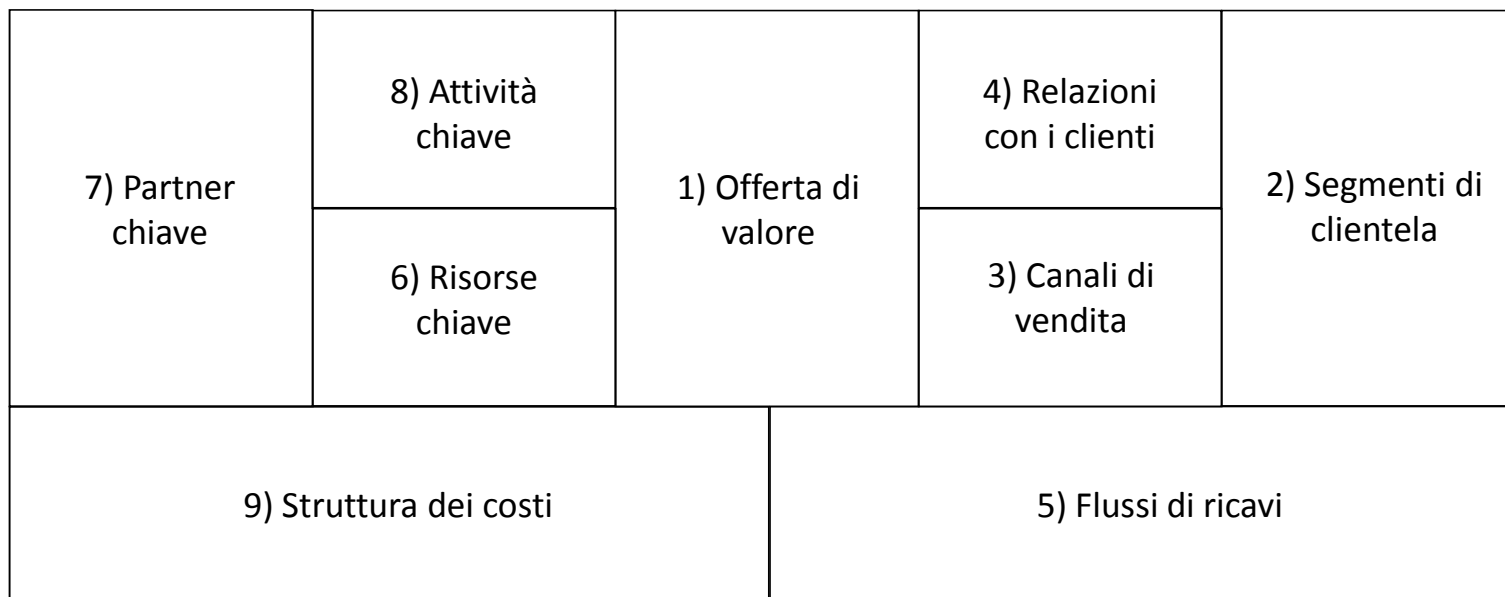 7) Partner
chiave
8) Attività
chiave
6) Risorse
chiave
1) Offerta di
valore
4) Relazioni
con i clienti
3) Canali di
vendita
2) Segmenti di
clientela
9) Struttura dei costi
5) Flussi di ricavi